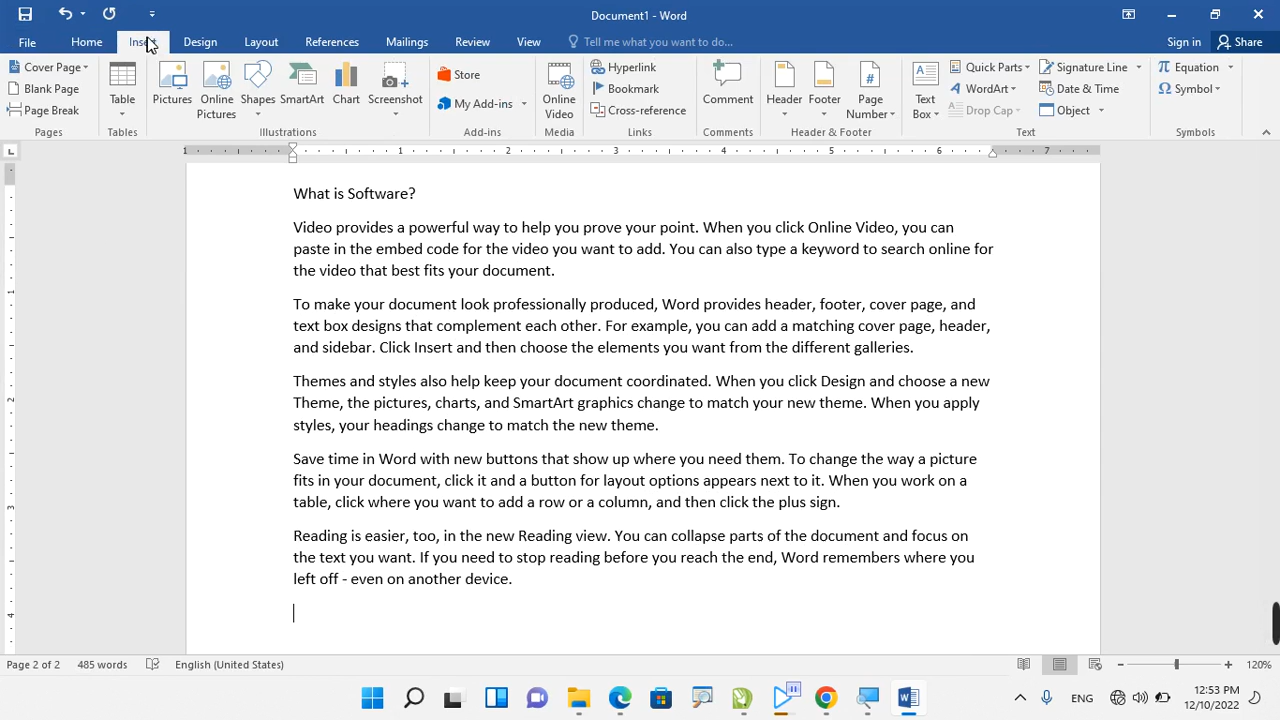 Document1 - Word
File Home Insert Design Layout References Mailings Review View Tell me what you want to do... Sign in Share
Cover Page
Blank Page
Page Break
Pages
Table
Tables
Pictures
Online Pictures
Shapes
SmartArt
Chart
Screenshot
Illustrations
Store
My Add-ins
Add-ins
Online Video
Media
Hyperlink
Bookmark
Cross-reference
Links
Comment
Comments
Header
Footer
Page Number
Header & Footer
Text Box
Quick Parts
WordArt
Drop Cap
Signature Line
Date & Time
Object
Text
Equation
Symbol
Symbols
1 1 2 3 4 5 6 7
What is Software?
Video provides a powerful way to help you prove your point. When you click Online Video, you can
paste in the embed code for the video you want to add. You can also type a keyword to search online for
the video that best fits your document.
To make your document look professionally produced, Word provides header, footer, cover page, and
text box designs that complement each other. For example, you can add a matching cover page, header,
and sidebar. Click Insert and then choose the elements you want from the different galleries.
Themes and styles also help keep your document coordinated. When you click Design and choose a new
Theme, the pictures, charts, and SmartArt graphics change to match your new theme. When you apply
styles, your headings change to match the new theme.
Save time in Word with new buttons that show up where you need them. To change the way a picture
fits in your document, click it and a button for layout options appears next to it. When you work on a
table, click where you want to add a row or a column, and then click the plus sign.
Reading is easier, too, in the new Reading view. You can collapse parts of the document and focus on
the text you want. If you need to stop reading before you reach the end, Word remembers where you
left off - even on another device.
1
2
3
4
Page 2 of 2 485 words English (United States) 120%
ENG 12:53 PM
12/10/2022